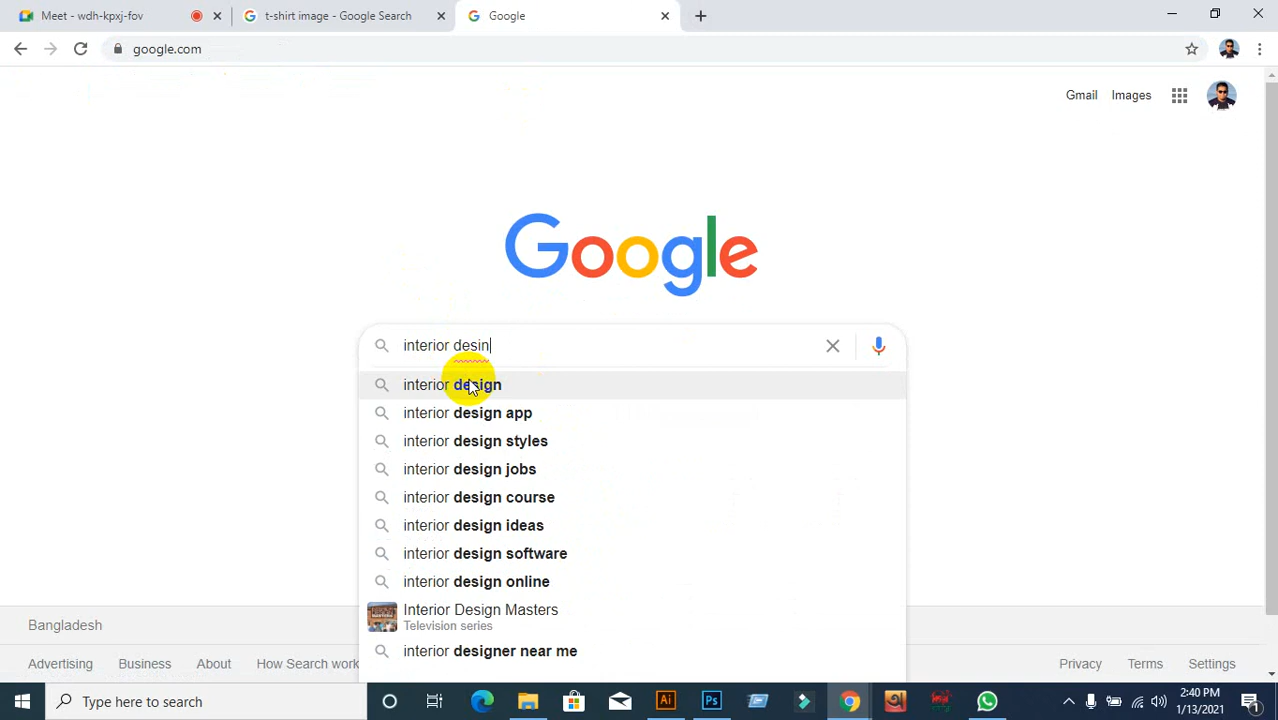 Meet - wdh-kpxj-fov
t-shirt image - Google Search
Google
google.com
Gmail Images
Google
interior desin
interior design
interior design app
interior design styles
interior design jobs
interior design course
interior design ideas
interior design software
interior design online
Interior Design Masters
Television series
interior designer near me
Bangladesh
Advertising Business About How Search work
Privacy Terms Settings
Type here to search
Ai
Ps
2:40 PM
1/13/2021
1